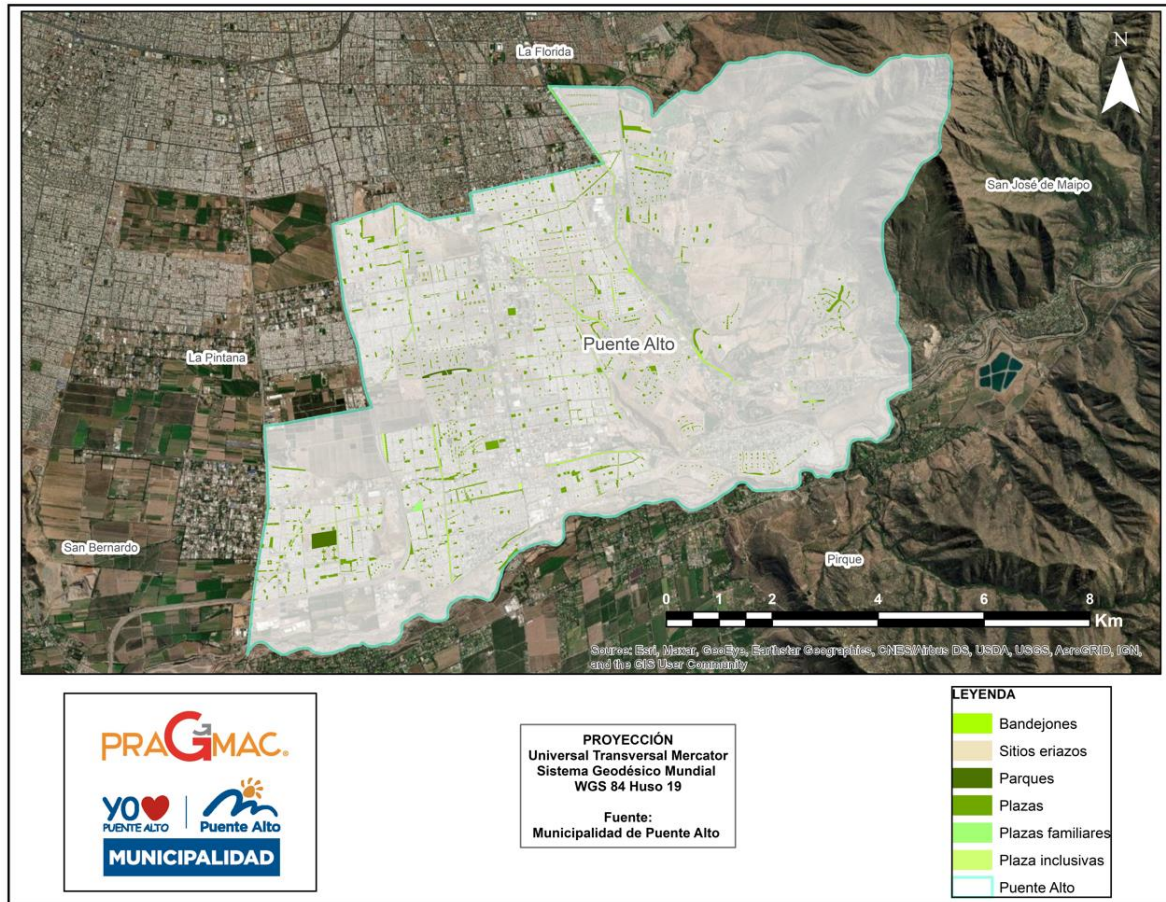 La Florida
N
San José de Maipo
La Pintana
Puente Alto
San Bernardo
Pirque
0 1 2 4 6 8
Km
Source: Esri, Maxar, GeoEye, Earthstar Geographics, CNES/Airbus DS, USDA, USGS, AeroGRID, IGN,
and the GIS User Community
PRAGMAC®
YO
PUENTE ALTO
Puente Alto
MUNICIPALIDAD
PROYECCIÓN
Universal Transversal Mercator
Sistema Geodésico Mundial
WGS 84 Huso 19
Fuente:
Municipalidad de Puente Alto
LEYENDA
Bandejones
Sitios eriazos
Parques
Plazas
Plazas familiares
Plaza inclusivas
Puente Alto